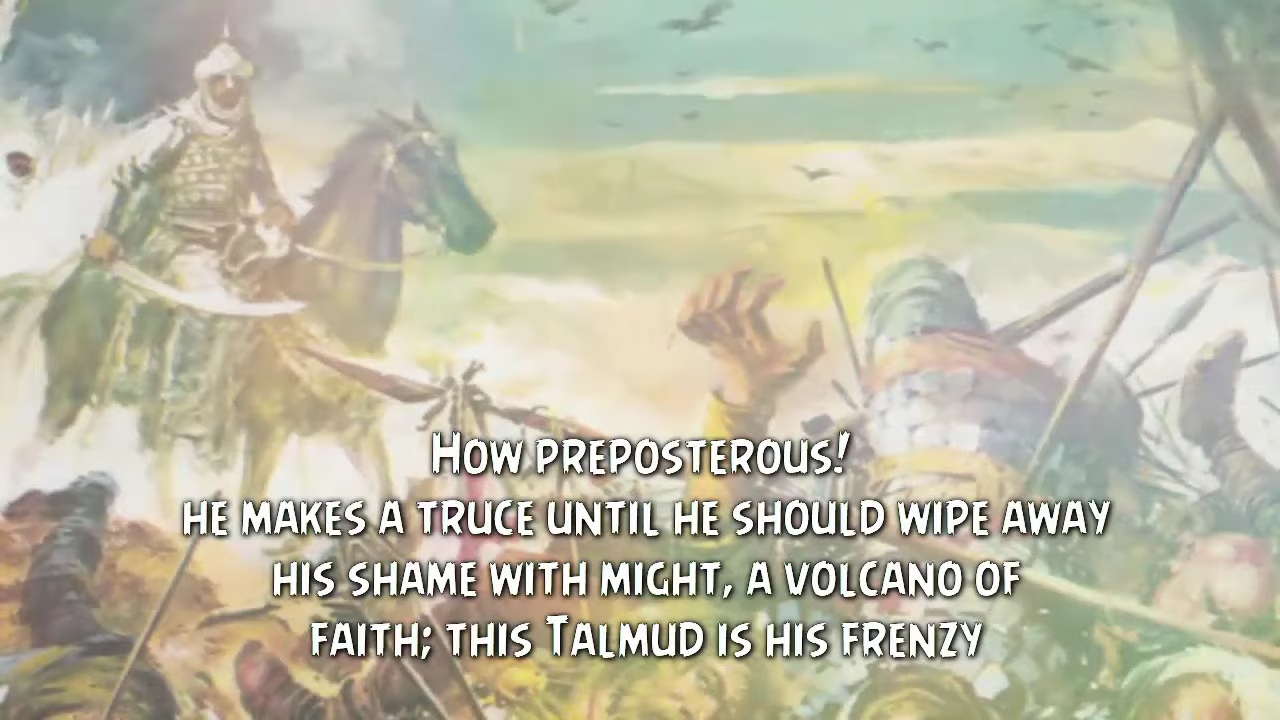 How preposterous!
he makes a truce until he should wipe away
his shame with might, a volcano of
faith; this Talmud is his frenzy